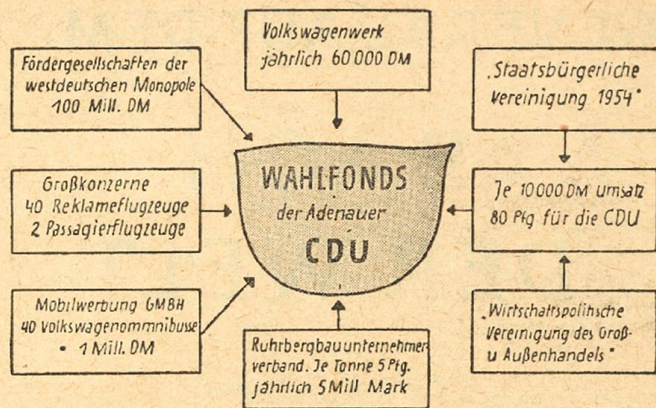 Volkswagenwerk
jährlich 60 000 DM
Fördergesellschaften der
westdeutschen Monopole
100 Mill. DM
„Staatsbürgerliche
Vereinigung 1954"
Großkonzerne
40 Reklameflugzeuge
2 Passagierflugzeuge
WAHLFONDS
der Adenauer
CDU
Je 10 000 DM Umsatz
80 Pfg für die CDU
Mobilwerbung GMBH
40 Volkswagenommnibusse
• 1 Mill. DM
Ruhrbergbauunternehmer-
verband. Je Tonne 5 Pfg.
jährlich 5 Mill Mark
„Wirtschaftspolitische
Vereinigung des Groß-
u Außenhandels"